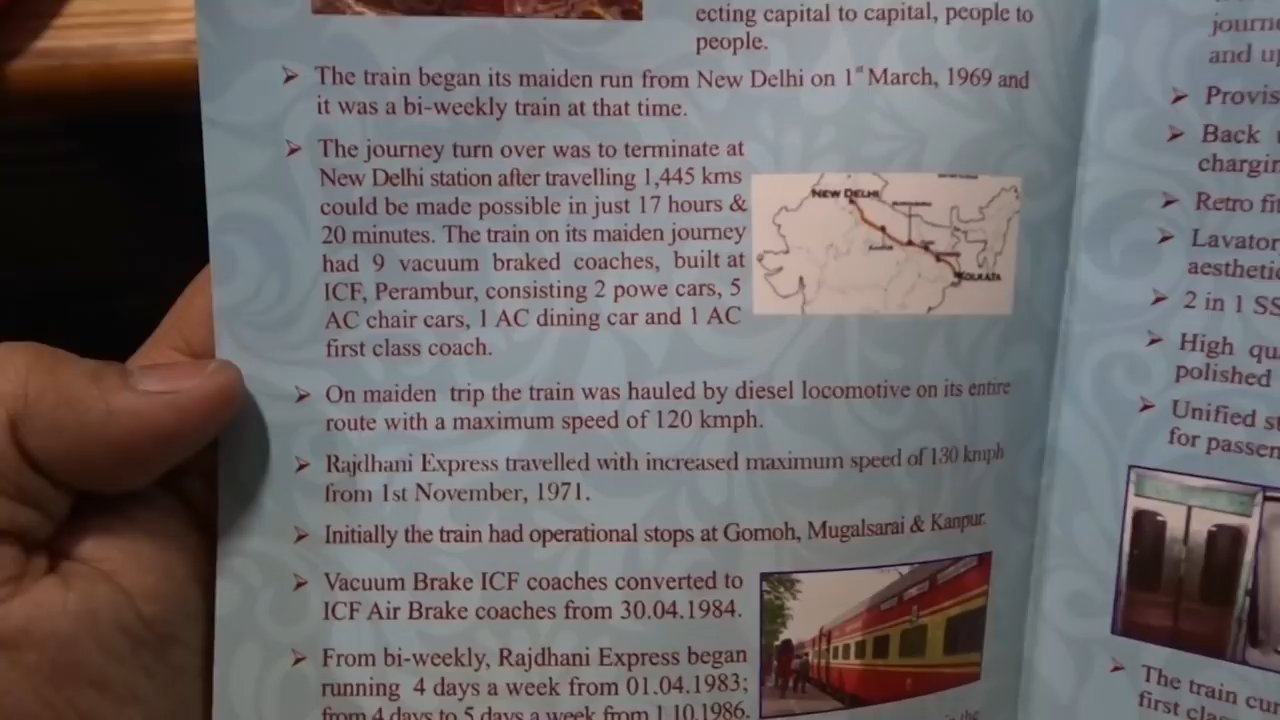 ecting capital to capital, people to
people.
➢ The train began its maiden run from New Delhi on 1st March, 1969 and
it was a bi-weekly train at that time.
➢ The journey turn over was to terminate at
New Delhi station after travelling 1,445 kms
could be made possible in just 17 hours &
20 minutes. The train on its maiden journey
had 9 vacuum braked coaches, built at
ICF, Perambur, consisting 2 powe cars, 5
AC chair cars, 1 AC dining car and 1 AC
first class coach.
NEW DELHI
KOLKATA
➢ On maiden trip the train was hauled by diesel locomotive on its entire
route with a maximum speed of 120 kmph.
➢ Rajdhani Express travelled with increased maximum speed of 130 kmph
from 1st November, 1971.
➢ Initially the train had operational stops at Gomoh, Mugalsarai & Kanpur.
➢ Vacuum Brake ICF coaches converted to
ICF Air Brake coaches from 30.04.1984.
➢ From bi-weekly, Rajdhani Express began
running 4 days a week from 01.04.1983;
from 4 days to 5 days a week from 1.10.1986.
the
journe
and up
➢ Provis
➢ Back
chargin
➢ Retro fi
➢ Lavator
aesthetic
➢ 2 in 1 SS
➢ High qu
polished
➢ Unified s
for passen
➢ The train cur
first clas